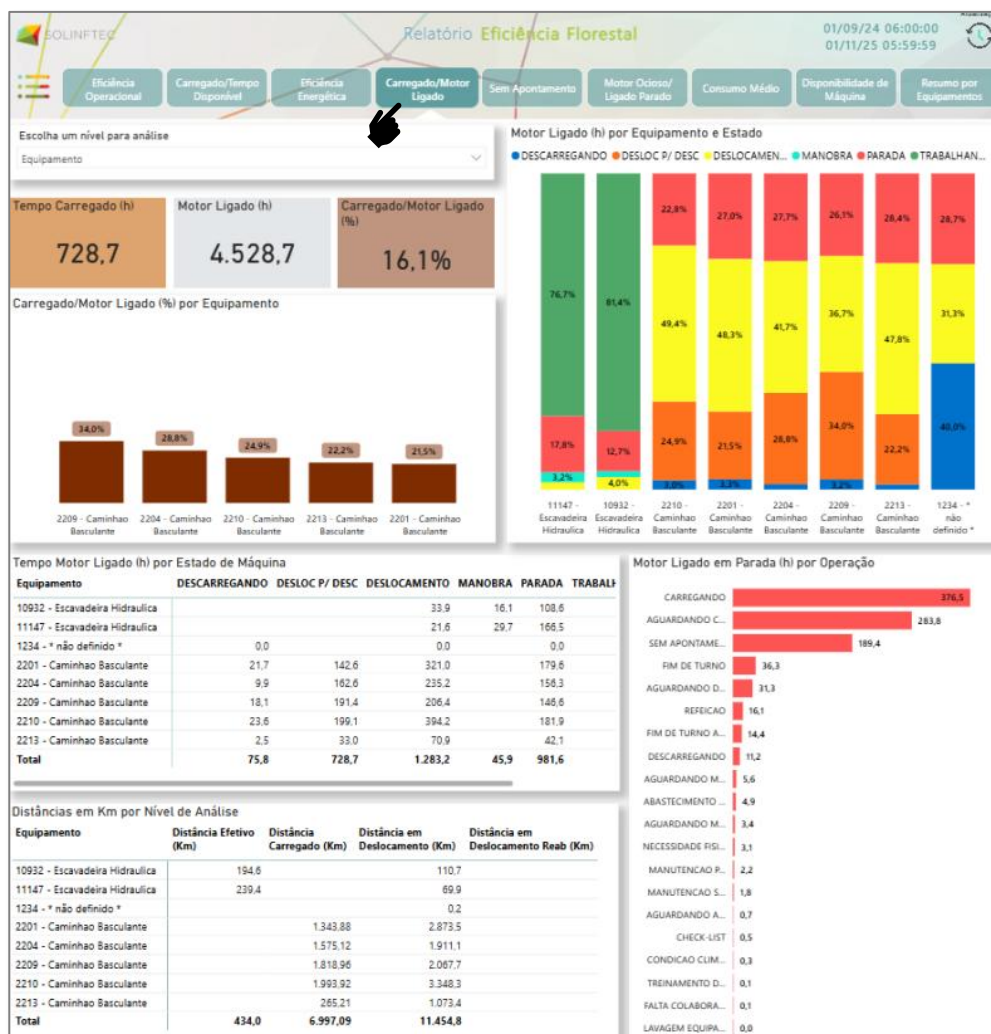 SOLINFTEC
Relatório Eficiência Florestal
01/09/24 06:00:00
01/11/25 05:59:59
Eficiência Operacional
Carregado/Tempo Disponível
Eficiência Energética
Carregado/Motor Ligado
Sem Apontamento
Motor Ocioso/ Ligado Parado
Consumo Médio
Disponibilidade de Máquina
Resumo por Equipamentos
Escolha um nível para análise
Equipamento
Tempo Carregado (h)
728,7
Motor Ligado (h)
4.528,7
Carregado/Motor Ligado (%)
16,1%
Carregado/Motor Ligado (%) por Equipamento
34,0% 28,8% 24,9% 22,2% 21,5%
2209 - Caminhao Basculante
2204 - Caminhao Basculante
2210 - Caminhao Basculante
2213 - Caminhao Basculante
2201 - Caminhao Basculante
Motor Ligado (h) por Equipamento e Estado
DESCARREGANDO DESLOC P/ DESC DESLOCAMEN... MANOBRA PARADA TRABALHAN...
76,7% 17,8% 3,2%
81,4% 12,7% 4,0%
22,8% 49,4% 24,9% 3,0%
27,0% 48,3% 21,5% 3,3%
27,7% 41,7% 28,8%
26,1% 36,7% 34,0% 3,2%
28,4% 47,8% 22,2%
28,7% 31,3% 40,0%
11147 - Escavadeira Hidraulica
10932 - Escavadeira Hidraulica
2210 - Caminhao Basculante
2201 - Caminhao Basculante
2204 - Caminhao Basculante
2209 - Caminhao Basculante
2213 - Caminhao Basculante
1234 - * não definido *
Tempo Motor Ligado (h) por Estado de Máquina
Equipamento DESCARREGANDO DESLOC P/ DESC DESLOCAMENTO MANOBRA PARADA TRABALH
10932 - Escavadeira Hidraulica 33,9 16,1 108,6
11147 - Escavadeira Hidraulica 21,6 29,7 166,5
1234 - * não definido * 0,0 0,0 0,0
2201 - Caminhao Basculante 21,7 142,6 321,0 179,6
2204 - Caminhao Basculante 9,9 162,6 235,2 156,3
2209 - Caminhao Basculante 18,1 191,4 206,4 146,6
2210 - Caminhao Basculante 23,6 199,1 394,2 181,9
2213 - Caminhao Basculante 2,5 33,0 70,9 42,1
Total 75,8 728,7 1.283,2 45,9 981,6
Distâncias em Km por Nível de Análise
Equipamento Distância Efetivo (Km) Distância Carregado (Km) Distância em Deslocamento (Km) Distância em Deslocamento Reab (Km)
10932 - Escavadeira Hidraulica 194,6 110,7
11147 - Escavadeira Hidraulica 239,4 69,9
1234 - * não definido * 0,2
2201 - Caminhao Basculante 1.343,88 2.873,5
2204 - Caminhao Basculante 1.575,12 1.911,1
2209 - Caminhao Basculante 1.818,96 2.067,7
2210 - Caminhao Basculante 1.993,92 3.348,3
2213 - Caminhao Basculante 265,21 1.073,4
Total 434,0 6.997,09 11.454,8
Motor Ligado em Parada (h) por Operação
CARREGANDO 376,5
AGUARDANDO C... 283,8
SEM APONTAME... 189,4
FIM DE TURNO 36,3
AGUARDANDO D... 31,3
REFEICAO 16,1
FIM DE TURNO A... 14,4
DESCARREGANDO 11,2
AGUARDANDO M... 5,6
ABASTECIMENTO ... 4,9
AGUARDANDO M... 3,4
NECESSIDADE FISI... 3,1
MANUTENCAO P... 2,2
MANUTENCAO S... 1,8
AGUARDANDO A... 0,7
CHECK-LIST 0,5
CONDICAO CLIM... 0,3
TREINAMENTO D... 0,1
FALTA COLABORA... 0,1
LAVAGEM EQUIPA... 0,0